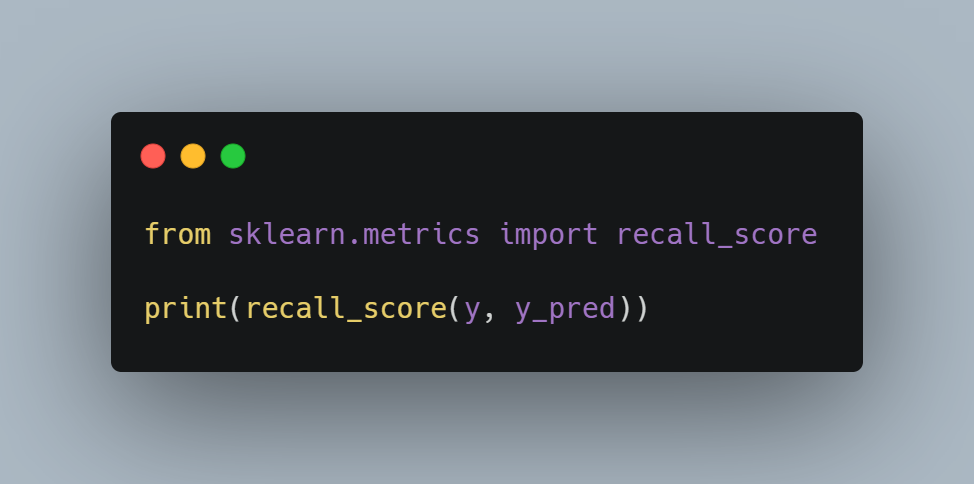 from sklearn.metrics import recall_score
print(recall_score(y, y_pred))